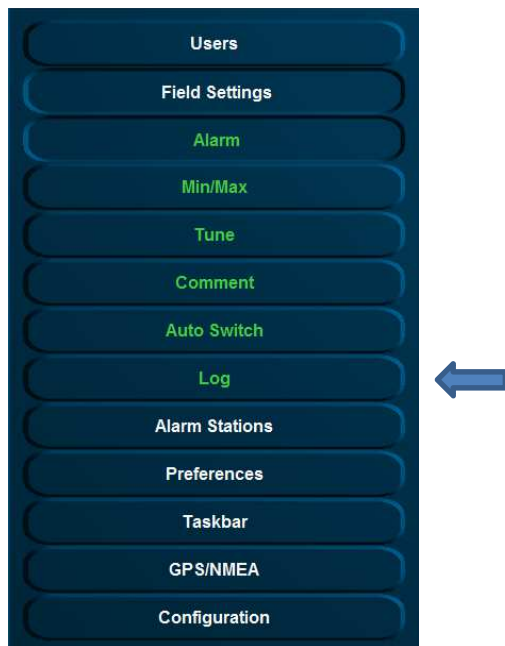 Users
Field Settings
Alarm
Min/Max
Tune
Comment
Auto Switch
Log
Alarm Stations
Preferences
Taskbar
GPS/NMEA
Configuration